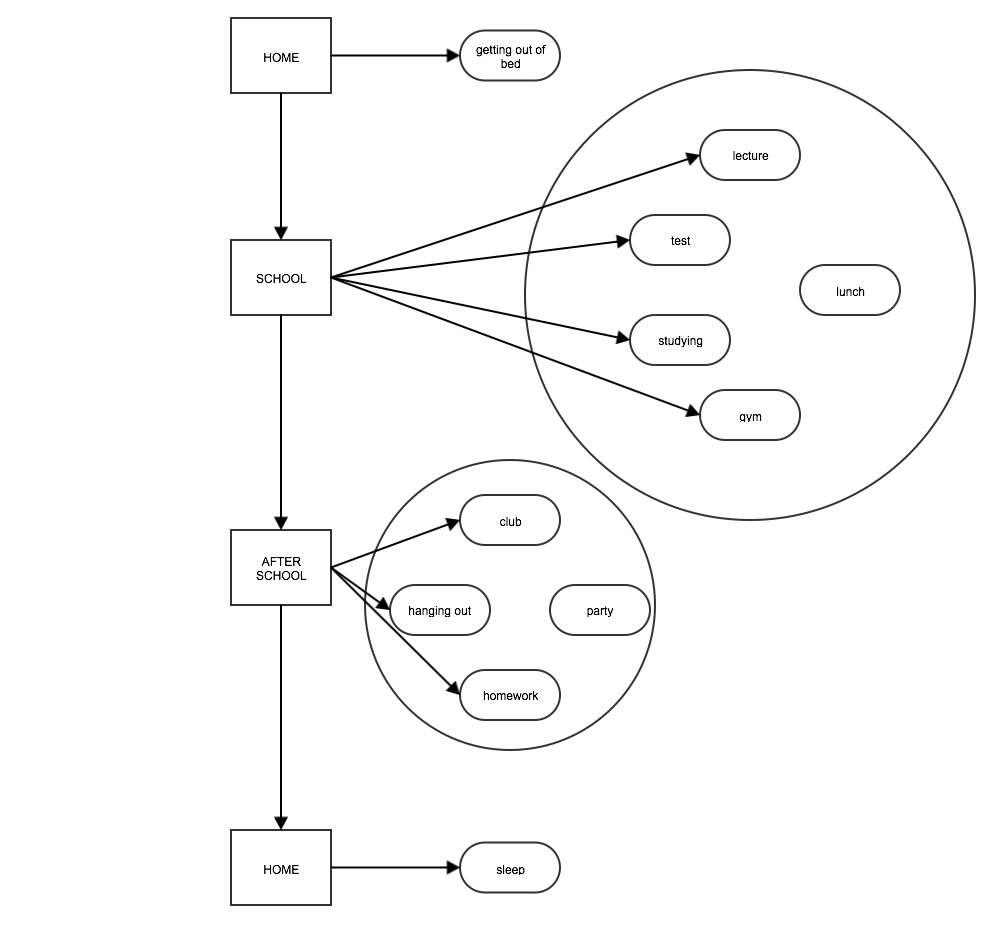 HOME
getting out of
bed
lecture
test
SCHOOL
lunch
studying
gym
club
AFTER
SCHOOL
hanging out
party
homework
HOME
sleep